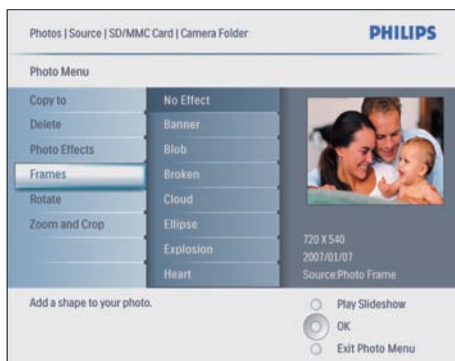 Photos | Source | SD/MMC Card | Camera Folder
PHILIPS
Photo Menu
Copy to
Delete
Photo Effects
Frames
Rotate
Zoom and Crop
No Effect
Banner
Blob
Broken
Cloud
Ellipse
Explosion
Heart
720 X 540
2007/01/07
Source:Photo Frame
Add a shape to your photo.
Play Slideshow
OK
Exit Photo Menu